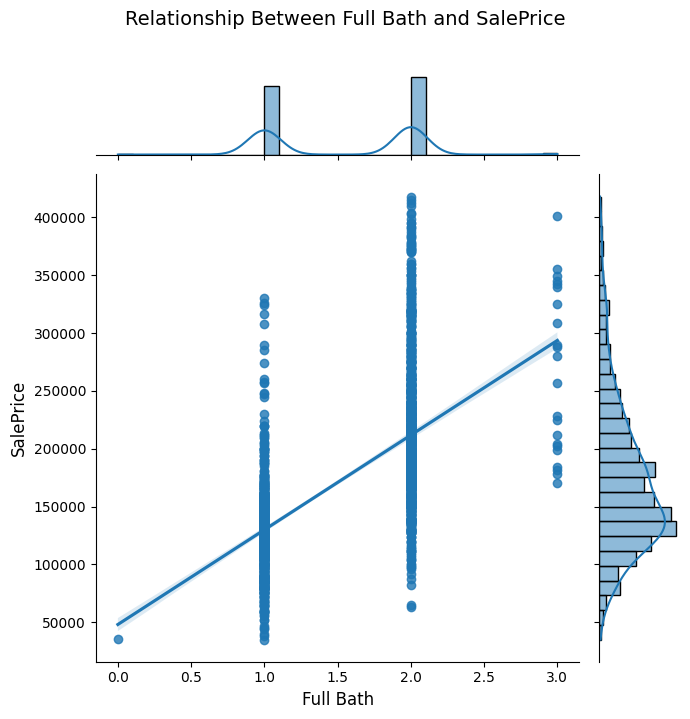 Relationship Between Full Bath and SalePrice
400000
350000
300000
250000
200000
150000
100000
50000
SalePrice
0.0 0.5 1.0 1.5 2.0 2.5 3.0
Full Bath